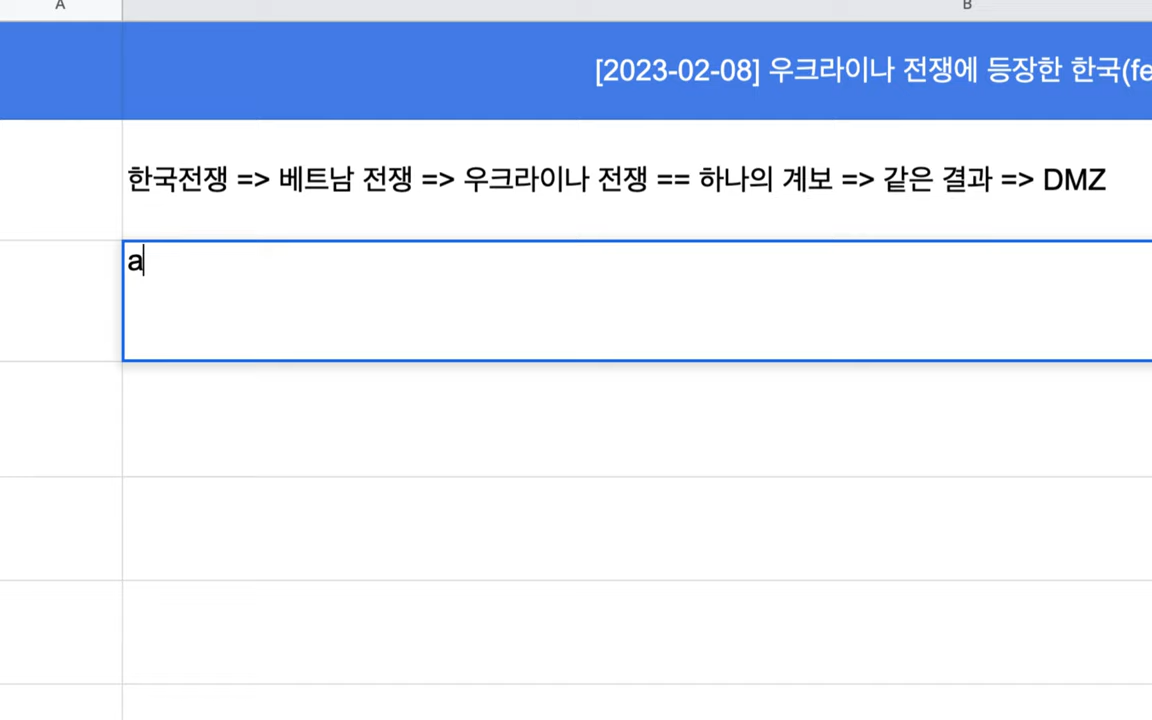 A
B
[2023-02-08] 우크라이나 전쟁에 등장한 한국(fe
한국전쟁 => 베트남 전쟁 => 우크라이나 전쟁 == 하나의 계보 => 같은 결과 => DMZ
a